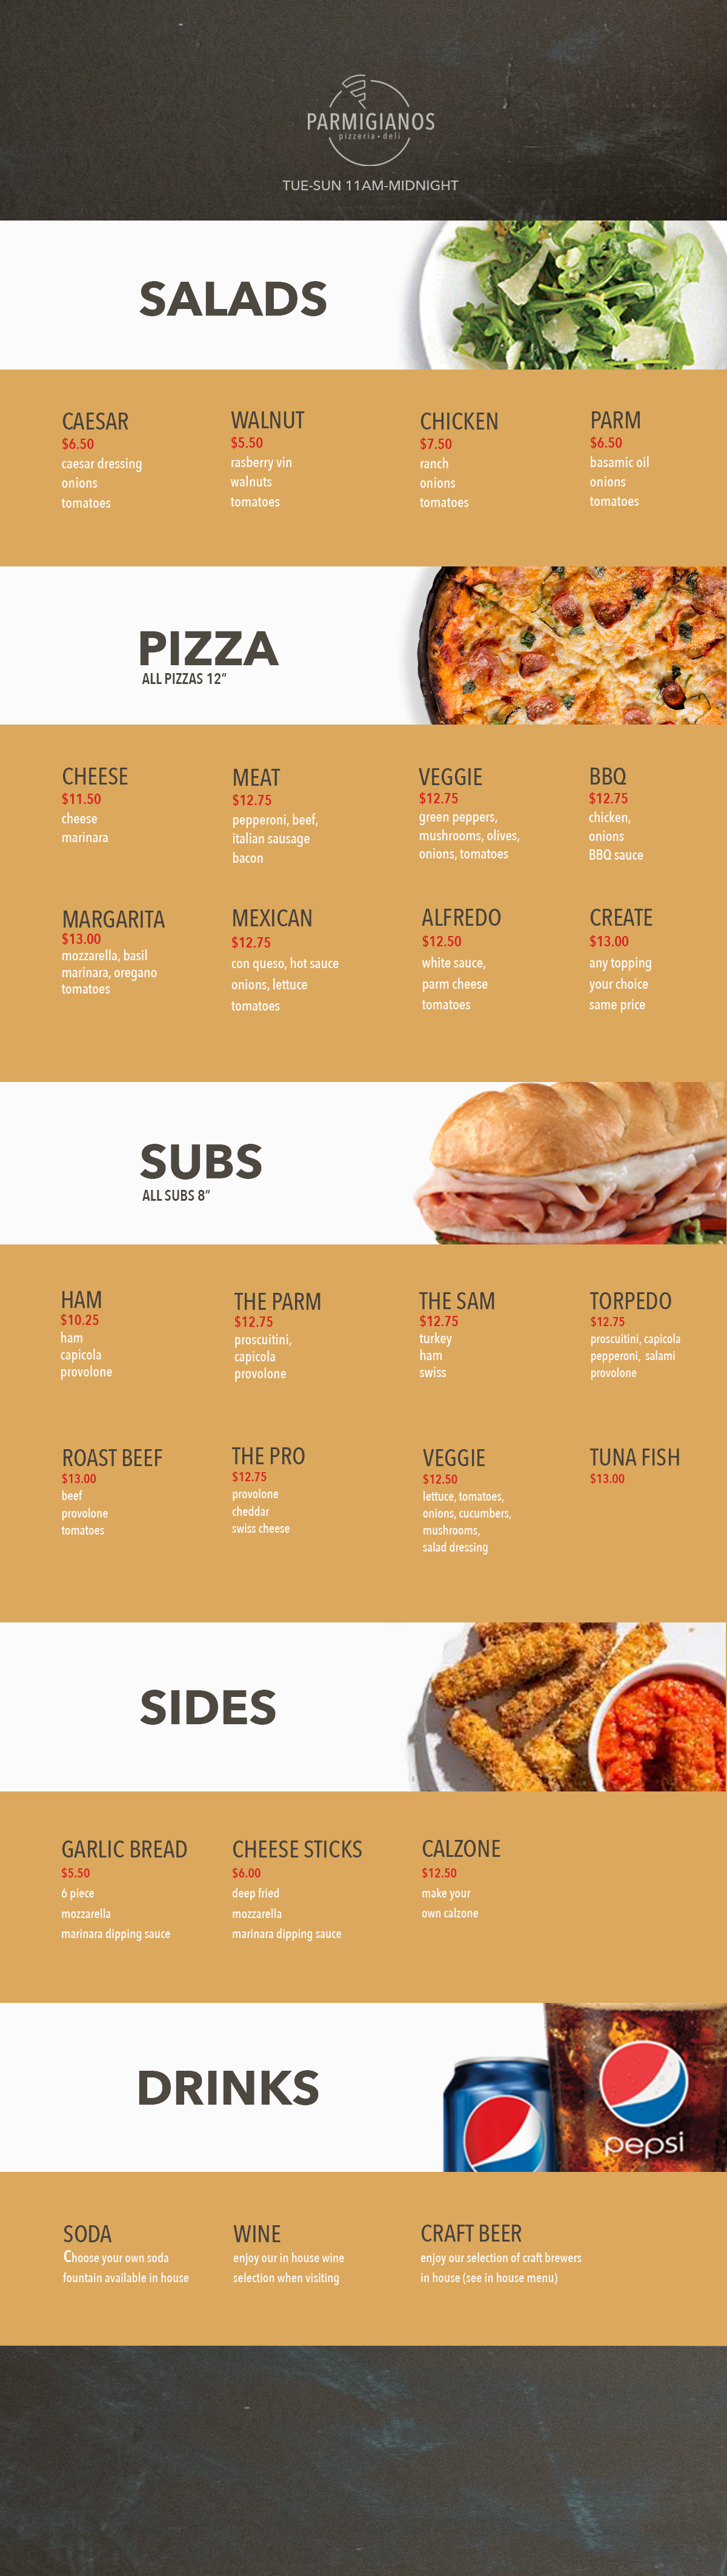 PARMIGIANOS
pizzeria • deli
TUE-SUN 11AM-MIDNIGHT
SALADS
CAESAR
$6.50
caesar dressing
onions
tomatoes
WALNUT
$5.50
rasberry vin
walnuts
tomatoes
CHICKEN
$7.50
ranch
onions
tomatoes
PARM
$6.50
basamic oil
onions
tomatoes
PIZZA
ALL PIZZAS 12”
CHEESE
$11.50
cheese
marinara
MEAT
$12.75
pepperoni, beef,
italian sausage
bacon
VEGGIE
$12.75
green peppers,
mushrooms, olives,
onions, tomatoes
BBQ
$12.75
chicken,
onions
BBQ sauce
MARGARITA
$13.00
mozzarella, basil
marinara, oregano
tomatoes
MEXICAN
$12.75
con queso, hot sauce
onions, lettuce
tomatoes
ALFREDO
$12.50
white sauce,
parm cheese
tomatoes
CREATE
$13.00
any topping
your choice
same price
SUBS
ALL SUBS 8”
HAM
$10.25
ham
capicola
provolone
THE PARM
$12.75
proscuitini,
capicola
provolone
THE SAM
$12.75
turkey
ham
swiss
TORPEDO
$12.75
proscuitini, capicola
pepperoni, salami
provolone
ROAST BEEF
$13.00
beef
provolone
tomatoes
THE PRO
$12.75
provolone
cheddar
swiss cheese
VEGGIE
$12.50
lettuce, tomatoes,
onions, cucumbers,
mushrooms,
salad dressing
TUNA FISH
$13.00
SIDES
GARLIC BREAD
$5.50
6 piece
mozzarella
marinara dipping sauce
CHEESE STICKS
$6.00
deep fried
mozzarella
marinara dipping sauce
CALZONE
$12.50
make your
own calzone
DRINKS
pepsi
SODA
Choose your own soda
fountain available in house
WINE
enjoy our in house wine
selection when visiting
CRAFT BEER
enjoy our selection of craft brewers
in house (see in house menu)